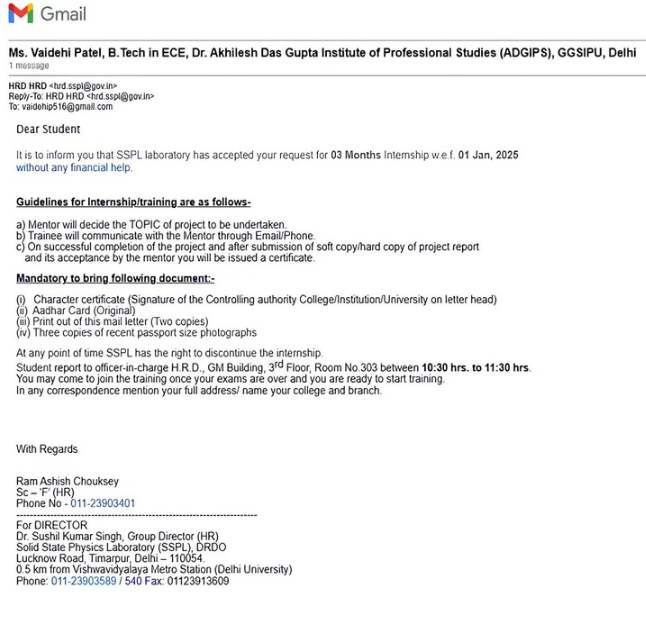 Gmail
Ms. Vaidehi Patel, B.Tech in ECE, Dr. Akhilesh Das Gupta Institute of Professional Studies (ADGIPS), GGSIPU, Delhi
1 message
HRD HRD <hrd.sspl@gov.in>
Reply-To: HRD HRD <hrd.sspl@gov.in>
To: vaidehip516@gmail.com
Dear Student
It is to inform you that SSPL laboratory has accepted your request for 03 Months Internship w.e.f. 01 Jan, 2025
without any financial help.
Guidelines for Internship/training are as follows-
a) Mentor will decide the TOPIC of project to be undertaken.
b) Trainee will communicate with the Mentor through Email/Phone.
c) On successful completion of the project and after submission of soft copy/hard copy of project report
and its acceptance by the mentor you will be issued a certificate.
Mandatory to bring following document:-
(i) Character certificate (Signature of the Controlling authority College/Institution/University on letter head)
(ii) Aadhar Card (Original)
(iii) Print out of this mail letter (Two copies)
(iv) Three copies of recent passport size photographs
At any point of time SSPL has the right to discontinue the internship.
Student report to officer-in-charge H.R.D., GM Building, 3rd Floor, Room No.303 between 10:30 hrs. to 11:30 hrs.
You may come to join the training once your exams are over and you are ready to start training.
In any correspondence mention your full address/ name your college and branch.
With Regards
Ram Ashish Chouksey
Sc – 'F' (HR)
Phone No - 011-23903401
------------------------------------------------------------
For DIRECTOR
Dr. Sushil Kumar Singh, Group Director (HR)
Solid State Physics Laboratory (SSPL), DRDO
Lucknow Road, Timarpur, Delhi – 110054.
0.5 km from Vishwavidyalaya Metro Station (Delhi University)
Phone: 011-23903589 / 540 Fax: 01123913609